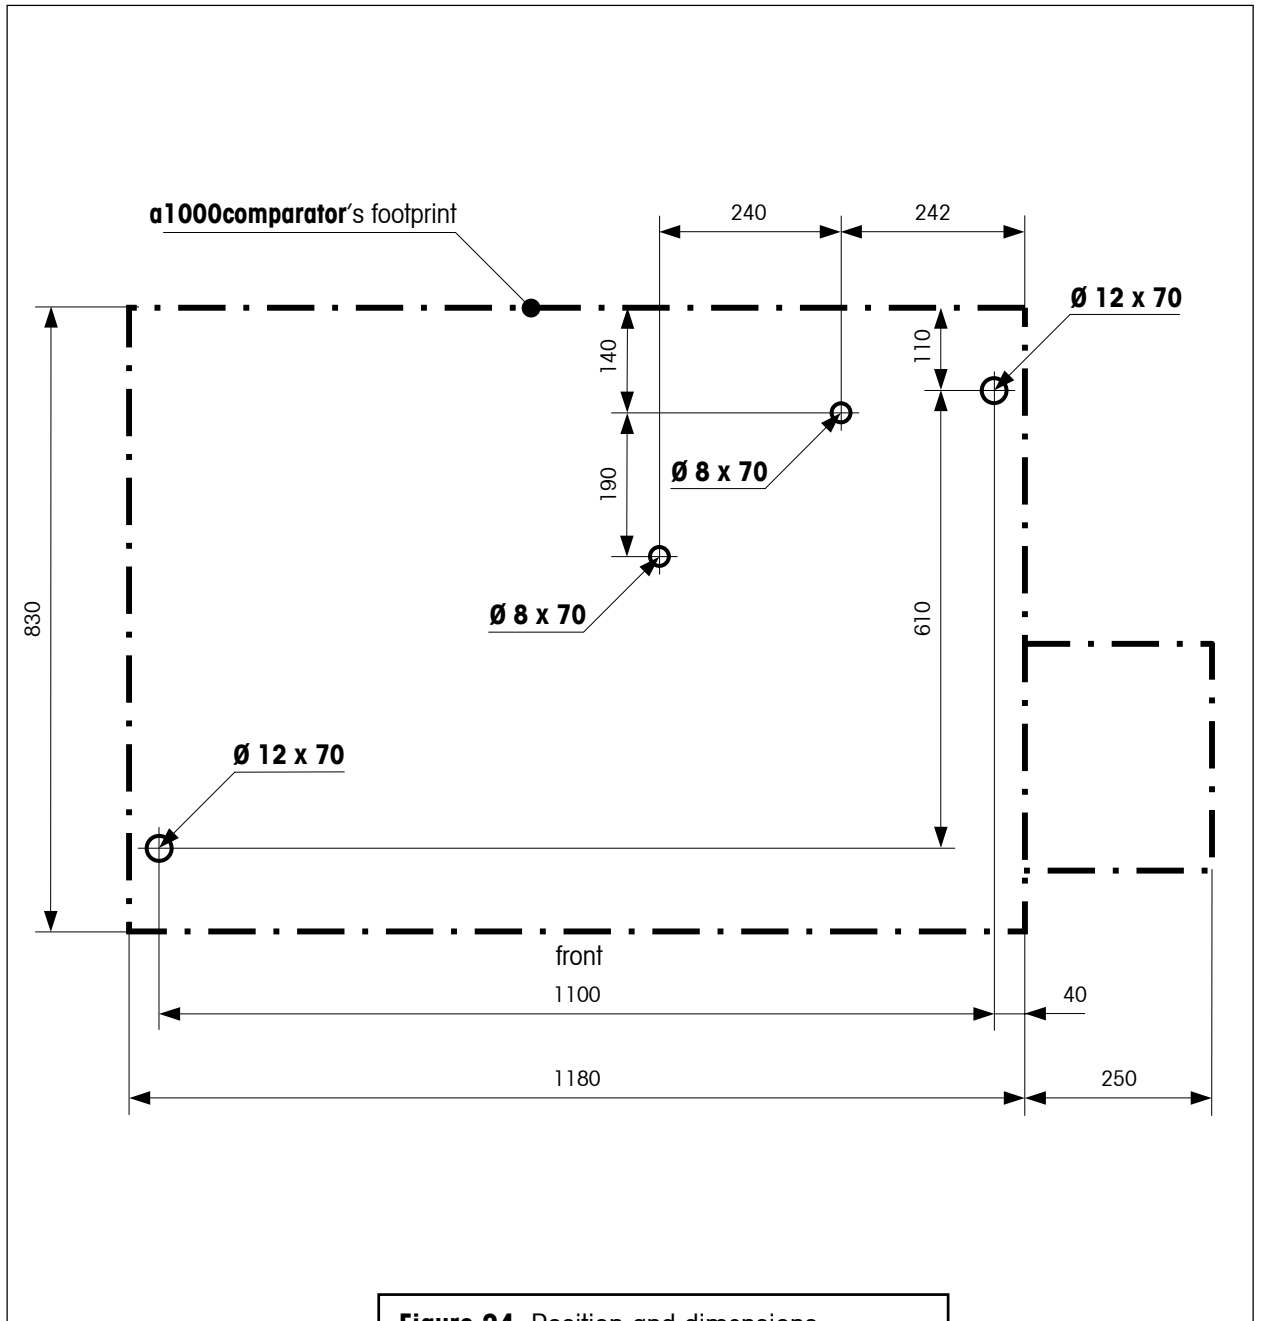 a1000comparator's footprint
240
242
Ø 12 x 70
140
110
190
Ø 8 x 70
Ø 8 x 70
830
610
Ø 12 x 70
front
1100
40
1180
250
Figure 24 Position and dimensions